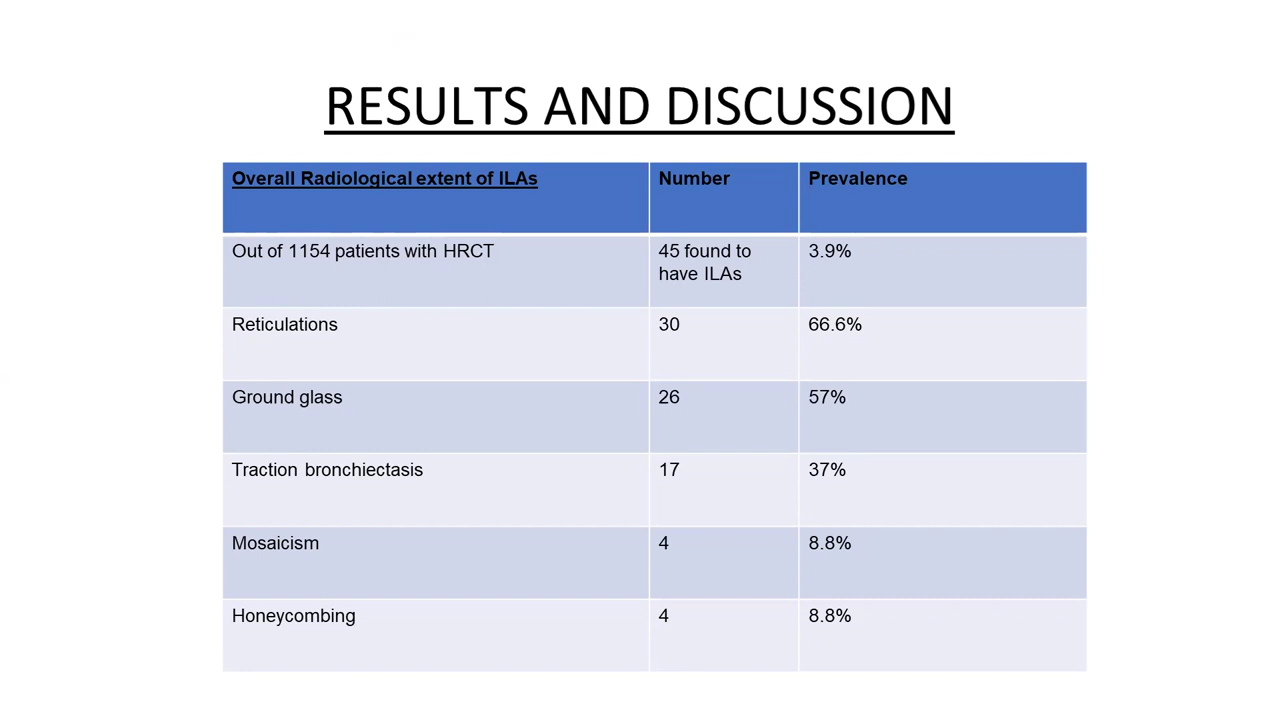 RESULTS AND DISCUSSION
Overall Radiological extent of ILAs Number Prevalence
Out of 1154 patients with HRCT 45 found to 3.9%
have ILAs
Reticulations 30 66.6%
Ground glass 26 57%
Traction bronchiectasis 17 37%
Mosaicism 4 8.8%
Honeycombing 4 8.8%